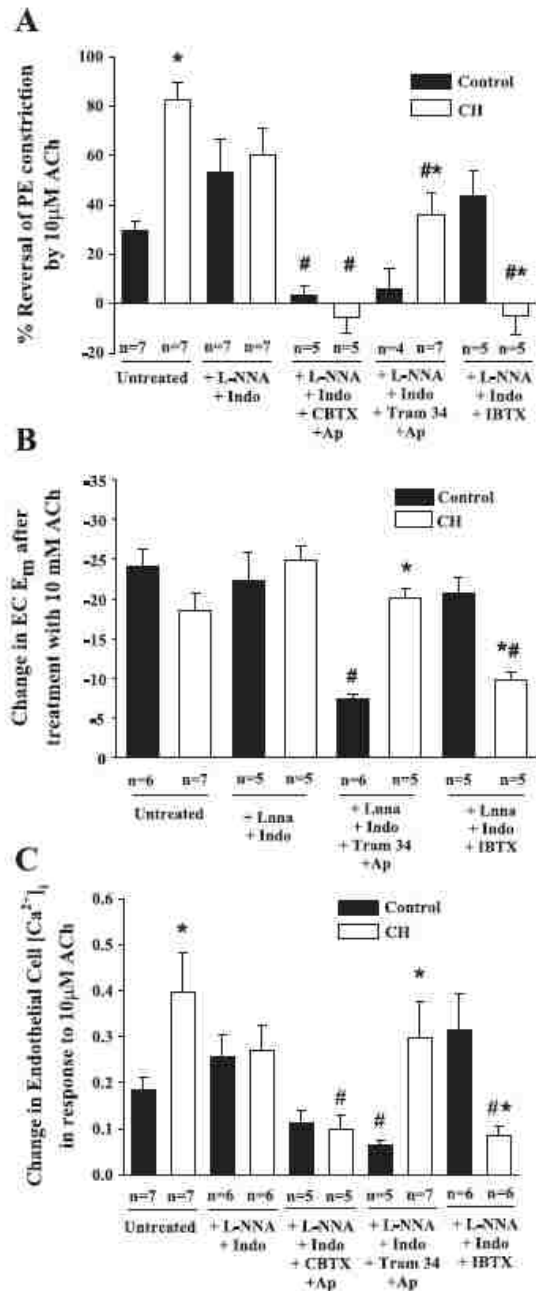 A
% Reversal of PE constriction
by 10µM ACh
100
80
60
40
20
0
-20
*
Control
CH
# #
#*
#*
n=7 n=7 n=7 n=7 n=5 n=5 n=4 n=7 n=5 n=5
Untreated + L-NNA + L-NNA + L-NNA + L-NNA
+ Indo + Indo + Indo + Indo
+ CBTX + Tram 34 + IBTX
+Ap +Ap
B
Change in EC Em after
treatment with 10 mM ACh
-35
-30
-25
-20
-15
-10
-5
0
Control
CH
#
*
*#
n=6 n=7 n=5 n=5 n=6 n=5 n=5 n=5
Untreated + Lnna + Lnna + Lnna
+ Indo + Indo + Indo
+ Tram 34 + IBTX
+Ap
C
Change in Endothelial Cell [Ca2+]i
in response to 10µM ACh
0.6
0.5
0.4
0.3
0.2
0.1
0.0
*
Control
CH
#
#
*
#*
n=7 n=7 n=6 n=6 n=5 n=5 n=5 n=7 n=6 n=6
Untreated + L-NNA + L-NNA + L-NNA + L-NNA
+ Indo + Indo + Indo + Indo
+ CBTX + Tram 34 + IBTX
+Ap +Ap